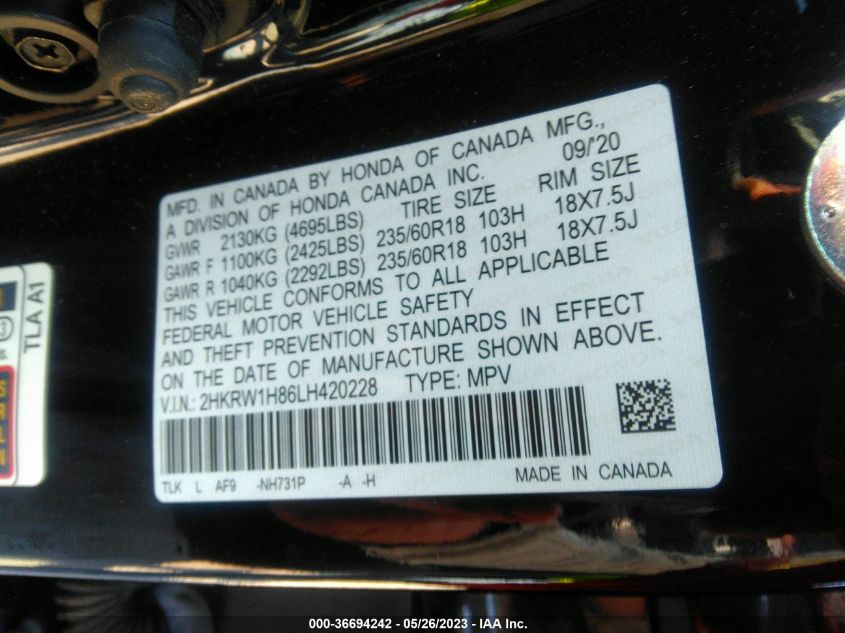 MFD. IN CANADA BY HONDA OF CANADA MFG.,
A DIVISION OF HONDA CANADA INC. 09/'20
GVWR 2130KG (4695LBS) TIRE SIZE RIM SIZE
GAWR F 1100KG (2425LBS) 235/60R18 103H 18X7.5J
GAWR R 1040KG (2292LBS) 235/60R18 103H 18X7.5J
THIS VEHICLE CONFORMS TO ALL APPLICABLE
FEDERAL MOTOR VEHICLE SAFETY
AND THEFT PREVENTION STANDARDS IN EFFECT
ON THE DATE OF MANUFACTURE SHOWN ABOVE.
V.I.N.: 2HKRW1H86LH420228 TYPE: MPV
TLK L AF9 -NH731P -A -H MADE IN CANADA
TLA A1
000-36694242 - 05/26/2023 - IAA Inc.